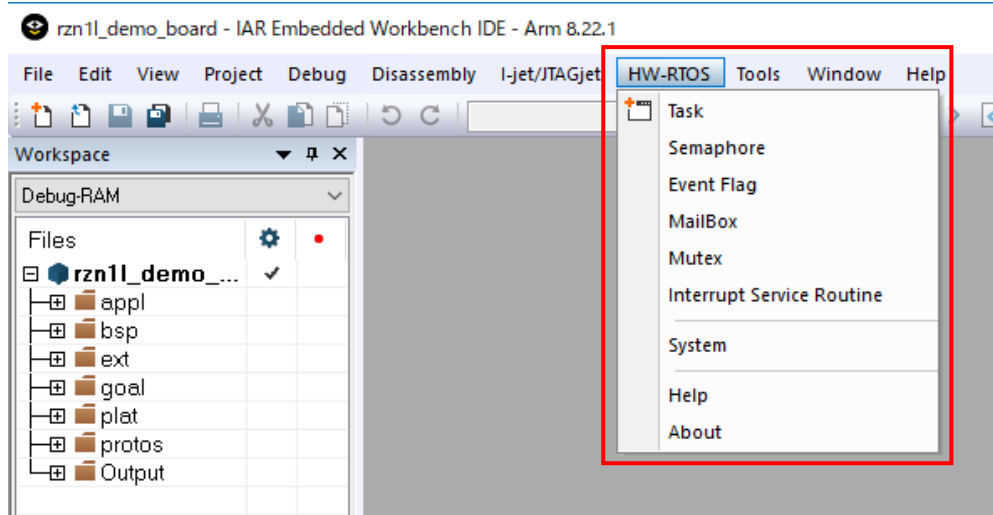 rzn1l_demo_board - IAR Embedded Workbench IDE - Arm 8.22.1
File Edit View Project Debug Disassembly I-jet/JTAGjet HW-RTOS Tools Window Help
Task
Workspace
Semaphore
Debug-RAM
Event Flag
MailBox
Files
Mutex
rzn1l_demo_...
Interrupt Service Routine
appl
bsp
System
ext
goal
Help
plat
About
protos
Output